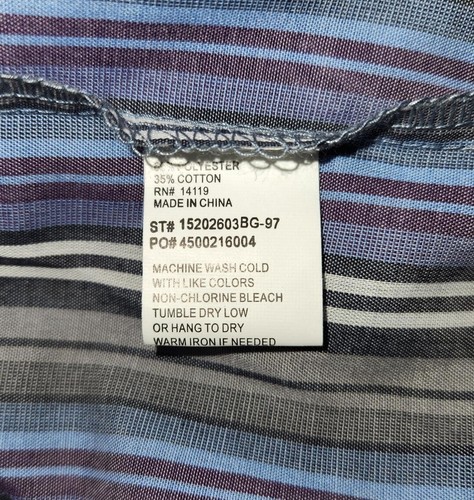 POLYESTER
35% COTTON
RN# 14119
MADE IN CHINA
ST# 15202603BG-97
PO# 4500216004
MACHINE WASH COLD
WITH LIKE COLORS
NON-CHLORINE BLEACH
TUMBLE DRY LOW
OR HANG TO DRY
WARM IRON IF NEEDED